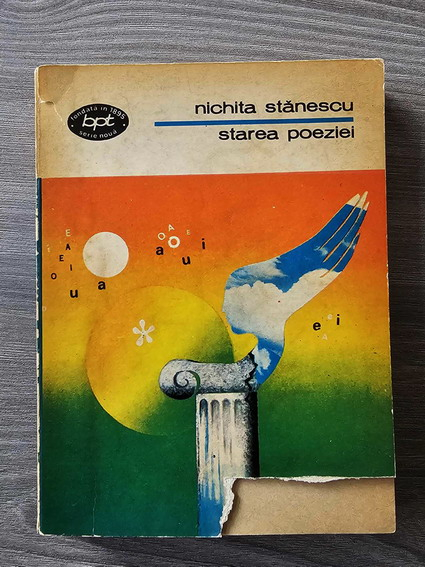 fondată în 1895
bpt
serie nouă
nichita stănescu
starea poeziei
E
A
E
I
O
u a
O A
a o u i
e i